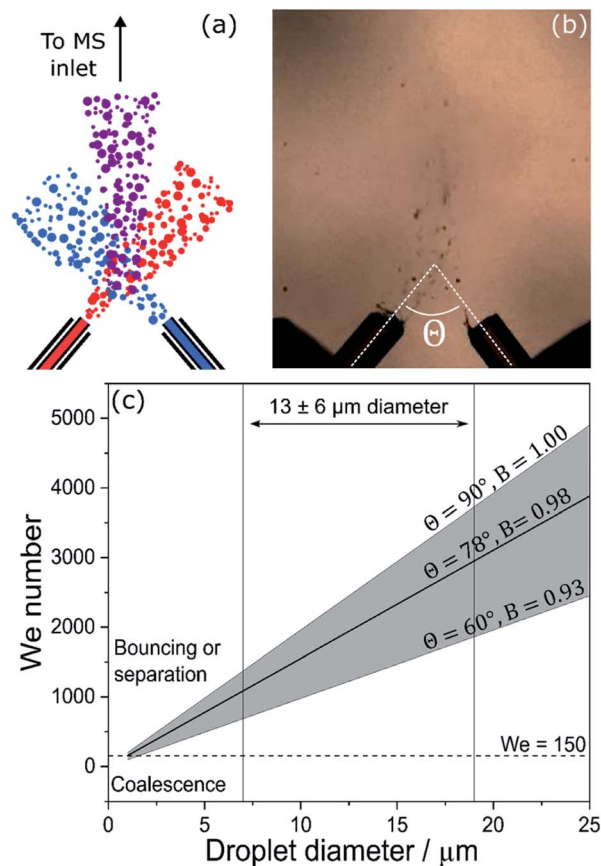 To MS
inlet
(a)
(b)
Θ
(c)
13 ± 6 µm diameter
5000
4000
3000
2000
1000
0
We number
Θ = 90°, B = 1.00
Θ = 78°, B= 0.98
Θ = 60°, B = 0.93
Bouncing or
separation
We = 150
Coalescence
0
5
10
15
20
25
Droplet diameter / µm